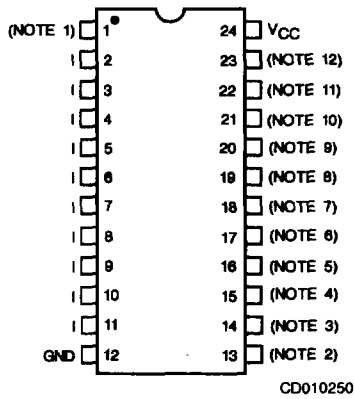 (NOTE 1) 1 24 VCC
I 2 23 (NOTE 12)
I 3 22 (NOTE 11)
I 4 21 (NOTE 10)
I 5 20 (NOTE 9)
I 6 19 (NOTE 8)
I 7 18 (NOTE 7)
I 8 17 (NOTE 6)
I 9 16 (NOTE 5)
I 10 15 (NOTE 4)
I 11 14 (NOTE 3)
GND 12 13 (NOTE 2)
CD010250